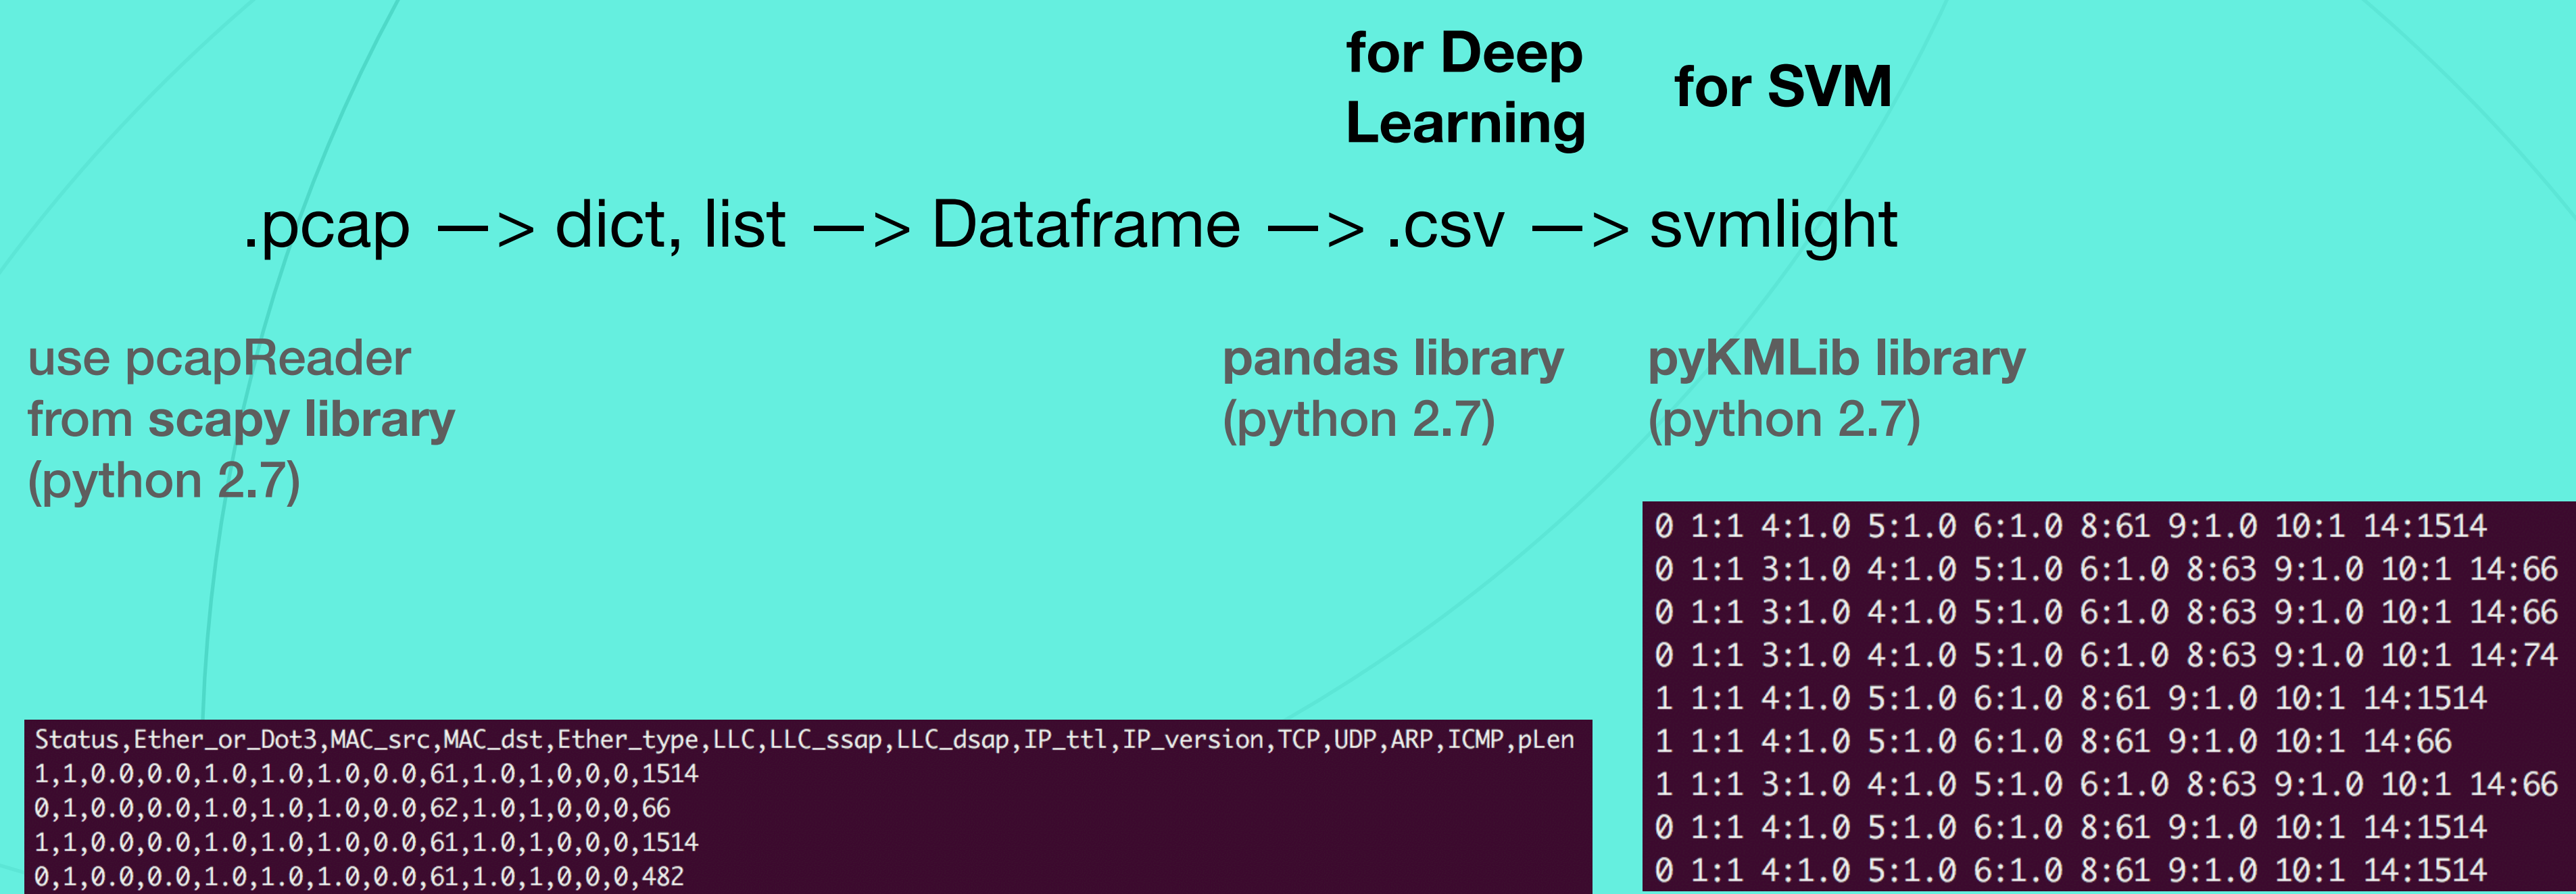 for Deep
Learning
for SVM
.pcap —> dict, list —> Dataframe —> .csv —> svmlight
use pcapReader
from scapy library
(python 2.7)
pandas library
(python 2.7)
pyKMLib library
(python 2.7)
Status,Ether_or_Dot3,MAC_src,MAC_dst,Ether_type,LLC,LLC_ssap,LLC_dsap,IP_ttl,IP_version,TCP,UDP,ARP,ICMP,pLen
1,1,0.0,0.0,1.0,1.0,1.0,0.0,61,1.0,1,0,0,0,1514
0,1,0.0,0.0,1.0,1.0,1.0,0.0,62,1.0,1,0,0,0,66
1,1,0.0,0.0,1.0,1.0,1.0,0.0,61,1.0,1,0,0,0,1514
0,1,0.0,0.0,1.0,1.0,1.0,0.0,61,1.0,1,0,0,0,482
0 1:1 4:1.0 5:1.0 6:1.0 8:61 9:1.0 10:1 14:1514
0 1:1 3:1.0 4:1.0 5:1.0 6:1.0 8:63 9:1.0 10:1 14:66
0 1:1 3:1.0 4:1.0 5:1.0 6:1.0 8:63 9:1.0 10:1 14:66
0 1:1 3:1.0 4:1.0 5:1.0 6:1.0 8:63 9:1.0 10:1 14:74
1 1:1 4:1.0 5:1.0 6:1.0 8:61 9:1.0 10:1 14:1514
1 1:1 4:1.0 5:1.0 6:1.0 8:61 9:1.0 10:1 14:66
1 1:1 3:1.0 4:1.0 5:1.0 6:1.0 8:63 9:1.0 10:1 14:66
0 1:1 4:1.0 5:1.0 6:1.0 8:61 9:1.0 10:1 14:1514
0 1:1 4:1.0 5:1.0 6:1.0 8:61 9:1.0 10:1 14:1514